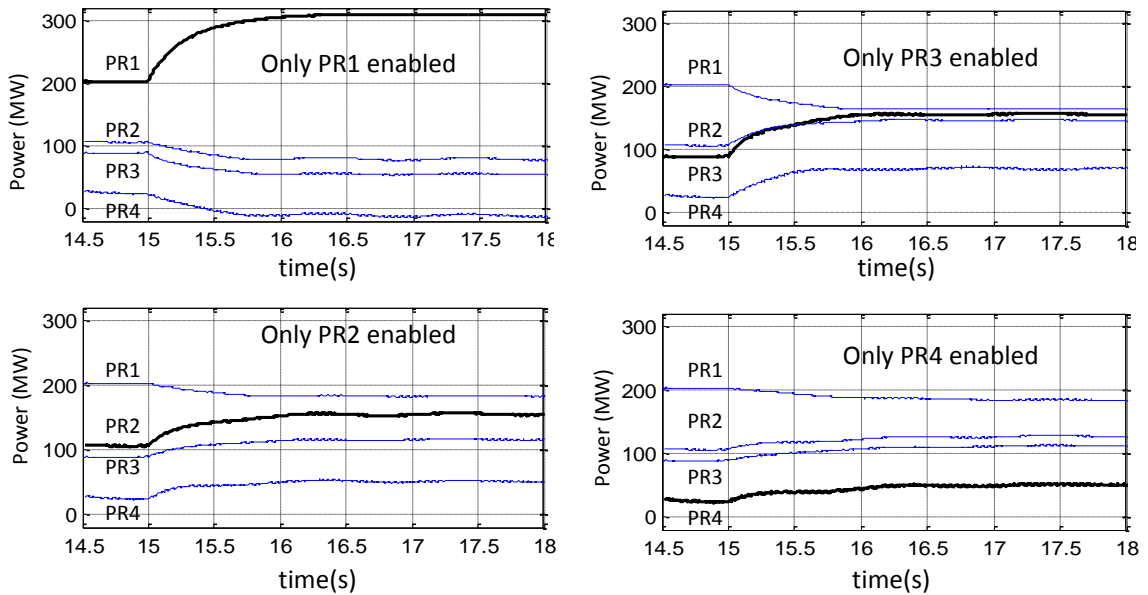 300
200
100
0
Power (MW)
PR1
PR2
PR3
PR4
Only PR1 enabled
14.5 15 15.5 16 16.5 17 17.5 18
time(s)
300
200
100
0
Power (MW)
PR1
PR2
PR3
PR4
Only PR3 enabled
14.5 15 15.5 16 16.5 17 17.5 18
time(s)
300
200
100
0
Power (MW)
PR1
PR2
PR3
PR4
Only PR2 enabled
14.5 15 15.5 16 16.5 17 17.5 18
time(s)
300
200
100
0
Power (MW)
PR1
PR2
PR3
PR4
Only PR4 enabled
14.5 15 15.5 16 16.5 17 17.5 18
time(s)